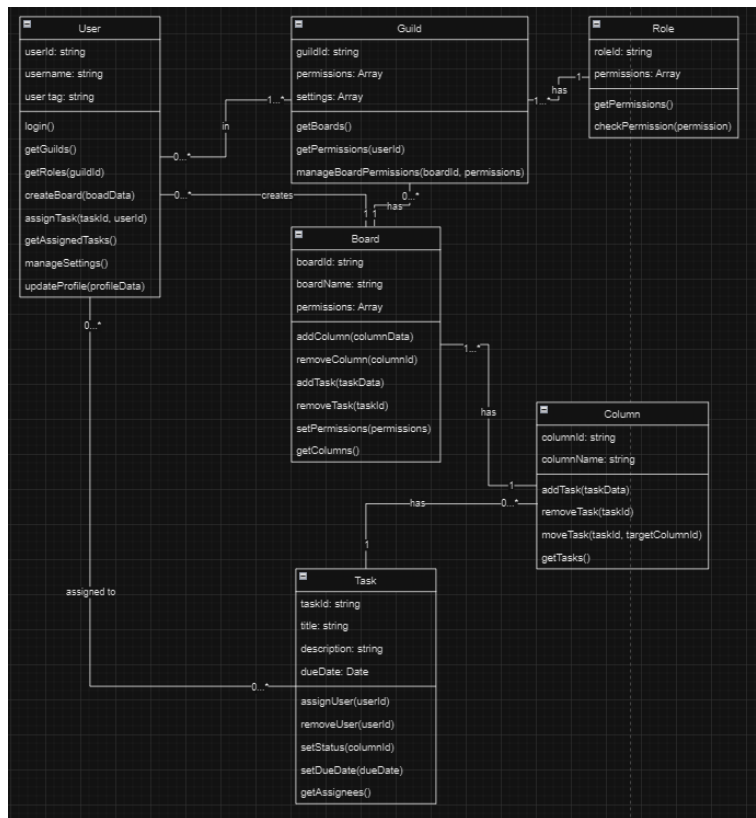 User
userId: string
username: string
user tag: string
login()
getGuilds()
getRoles(guildId)
createBoard(boadData)
assignTask(taskId, userId)
getAssignedTasks()
manageSettings()
updateProfile(profileData)
Guild
guildId: string
permissions: Array
settings: Array
getBoards()
getPermissions(userId)
manageBoardPermissions(boardId, permissions)
Role
roleId: string
permissions: Array
getPermissions()
checkPermission(permission)
1...*
in
0...*
1...*
has
1
0...*
creates
1
0...*
has
1
Board
boardId: string
boardName: string
permissions: Array
addColumn(columnData)
removeColumn(columnId)
addTask(taskData)
removeTask(taskId)
setPermissions(permissions)
getColumns()
1...*
has
1
Column
columnId: string
columnName: string
addTask(taskData)
removeTask(taskId)
moveTask(taskId, targetColumnId)
getTasks()
0...*
has
1
Task
taskId: string
title: string
description: string
dueDate: Date
assignUser(userId)
removeUser(userId)
setStatus(columnId)
setDueDate(dueDate)
getAssignees()
0...*
assigned to
0...*